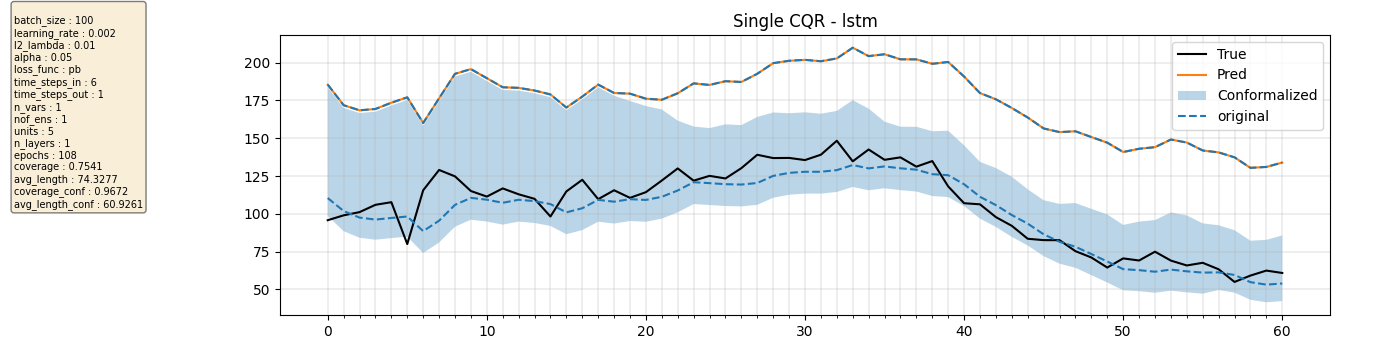 batch_size : 100
learning_rate : 0.002
l2_lambda : 0.01
alpha : 0.05
loss_func : pb
time_steps_in : 6
time_steps_out : 1
n_vars : 1
nof_ens : 1
units : 5
n_layers : 1
epochs : 108
coverage : 0.7541
avg_length : 74.3277
coverage_conf : 0.9672
avg_length_conf : 60.9261
Single CQR - lstm
200
175
150
125
100
75
50
0 10 20 30 40 50 60
True
Pred
Conformalized
original